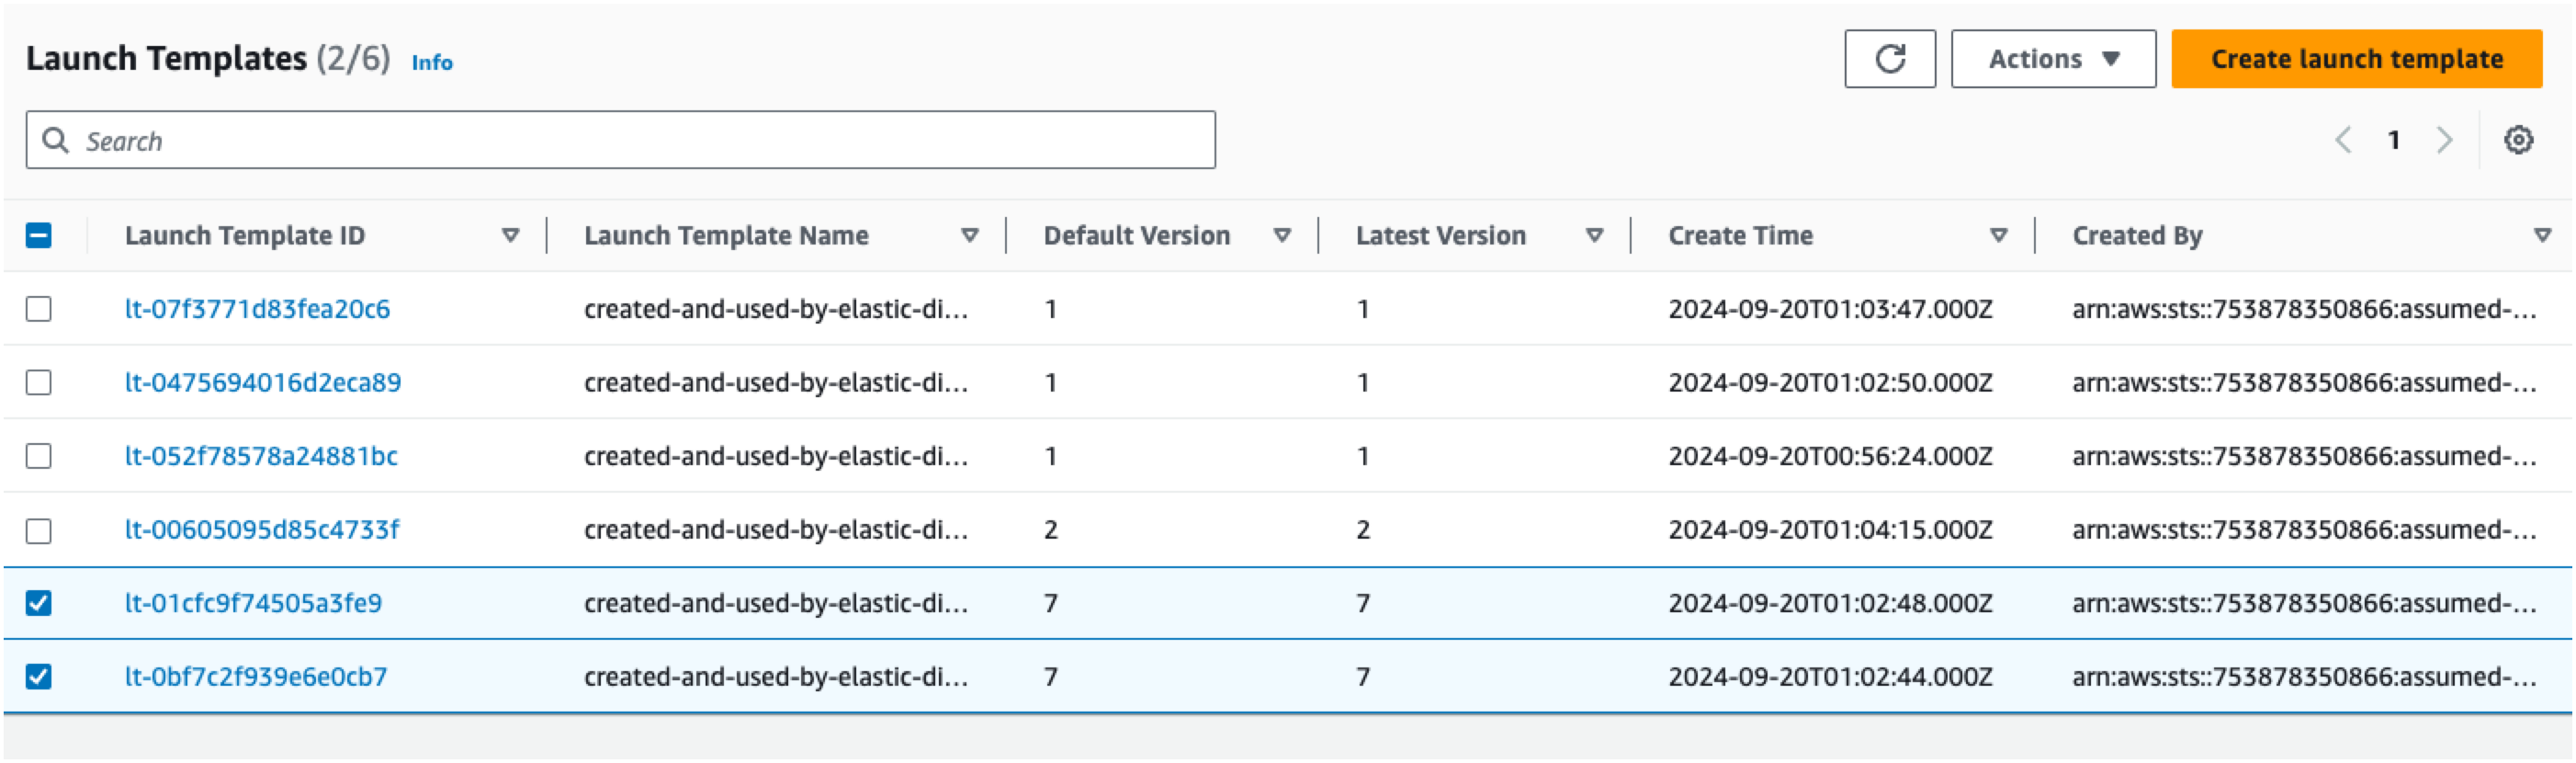 Launch Templates (2/6) Info Actions Create launch template
Search 1
Launch Template ID Launch Template Name Default Version Latest Version Create Time Created By
lt-07f3771d83fea20c6 created-and-used-by-elastic-di... 1 1 2024-09-20T01:03:47.000Z arn:aws:sts::753878350866:assumed-...
lt-0475694016d2eca89 created-and-used-by-elastic-di... 1 1 2024-09-20T01:02:50.000Z arn:aws:sts::753878350866:assumed-...
lt-052f78578a24881bc created-and-used-by-elastic-di... 1 1 2024-09-20T00:56:24.000Z arn:aws:sts::753878350866:assumed-...
lt-00605095d85c4733f created-and-used-by-elastic-di... 2 2 2024-09-20T01:04:15.000Z arn:aws:sts::753878350866:assumed-...
lt-01cfc9f74505a3fe9 created-and-used-by-elastic-di... 7 7 2024-09-20T01:02:48.000Z arn:aws:sts::753878350866:assumed-...
lt-0bf7c2f939e6e0cb7 created-and-used-by-elastic-di... 7 7 2024-09-20T01:02:44.000Z arn:aws:sts::753878350866:assumed-...